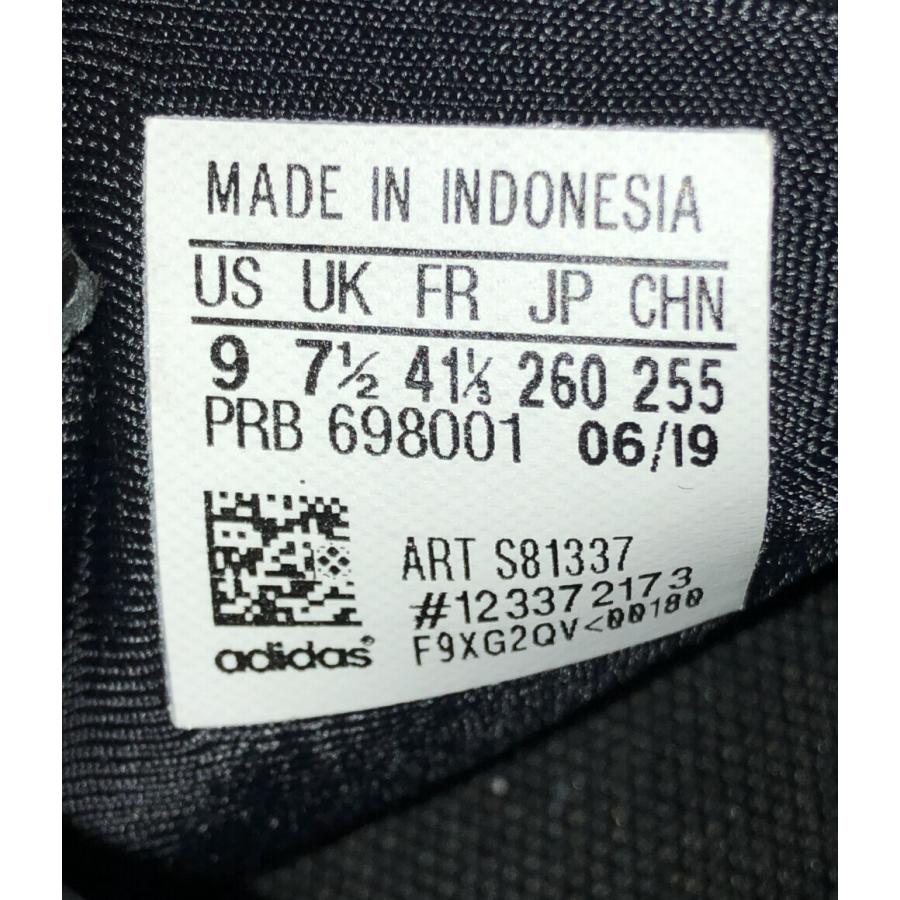 MADE IN INDONESIA
US UK FR JP CHN
9 7½ 41⅓ 260 255
PRB 698001 06/19
ART S81337
#123372173
F9XG2QV<00180
adidas®